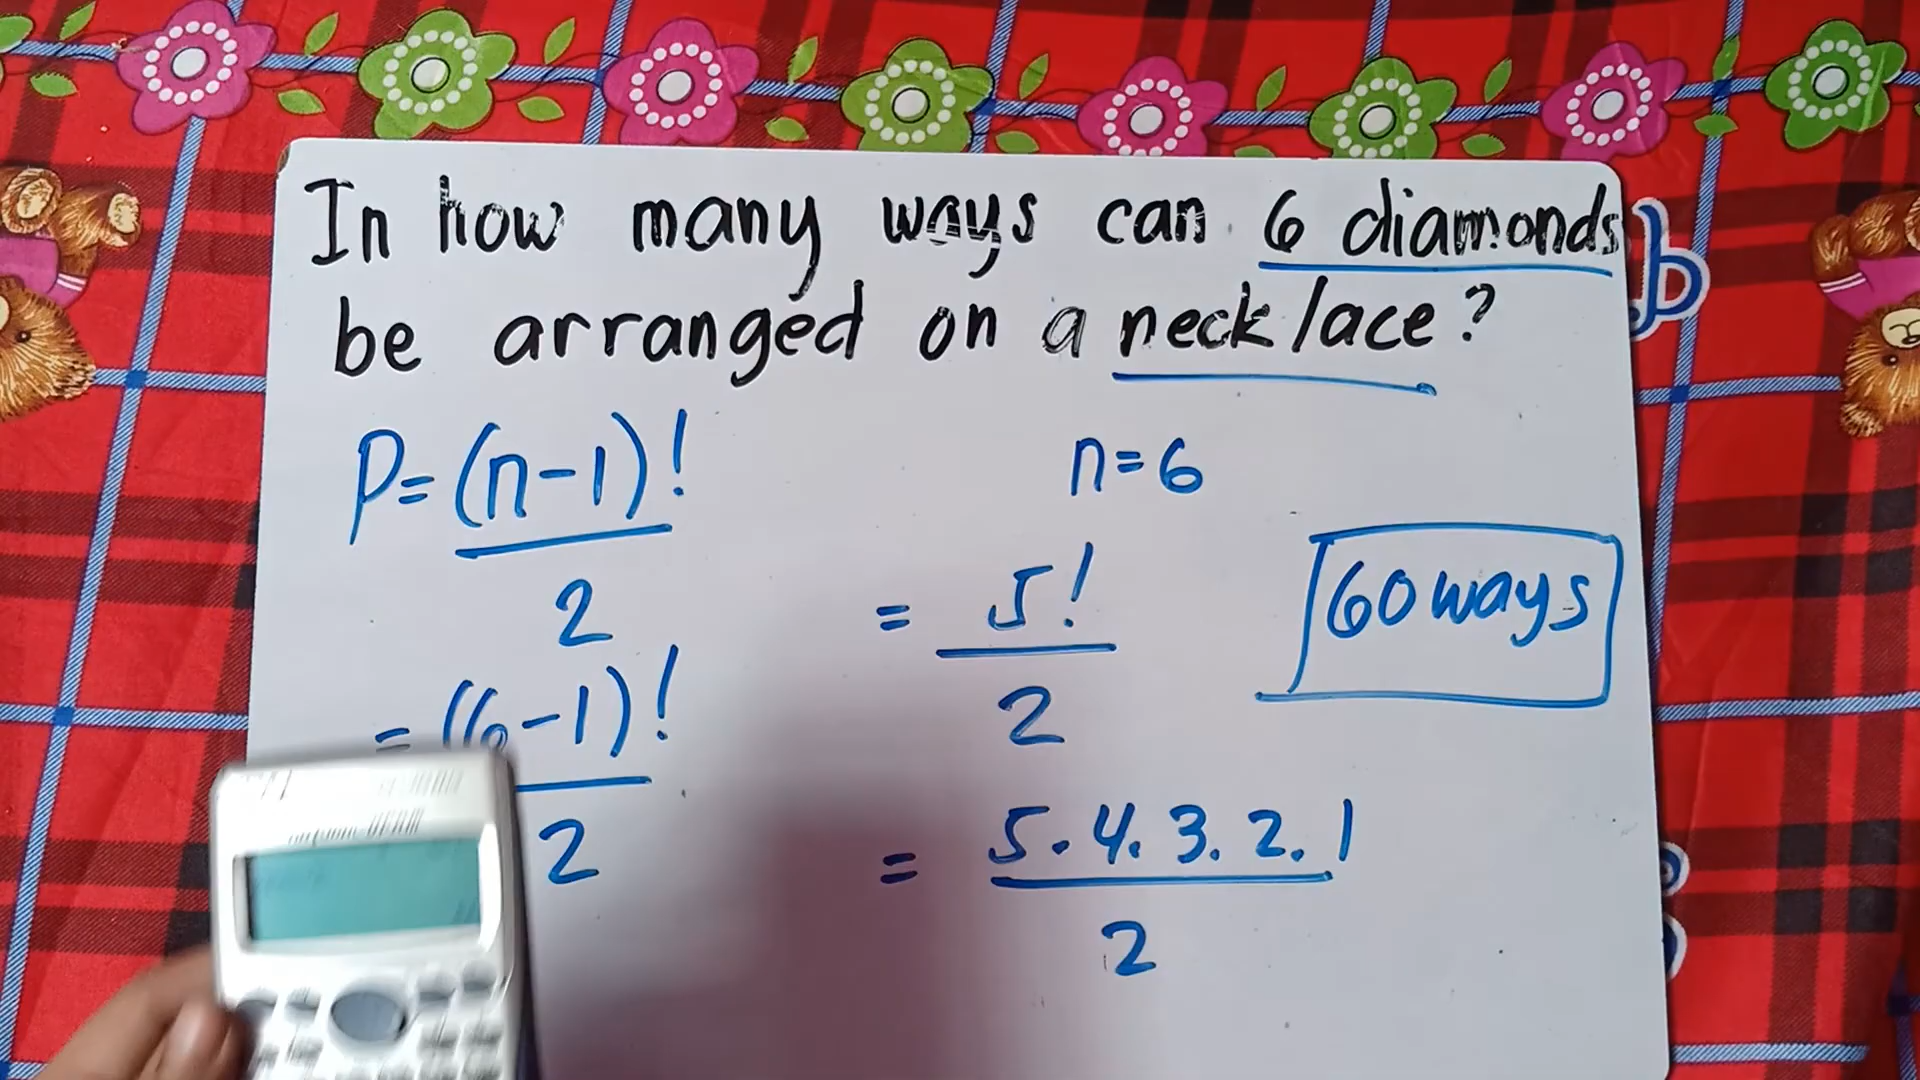 In how many ways can 6 diamonds
be arranged on a necklace?
P= (n-1)!
2
= (6-1)!
2
n=6
= 5!
2
= 5.4.3.2.1
2
60 ways
b